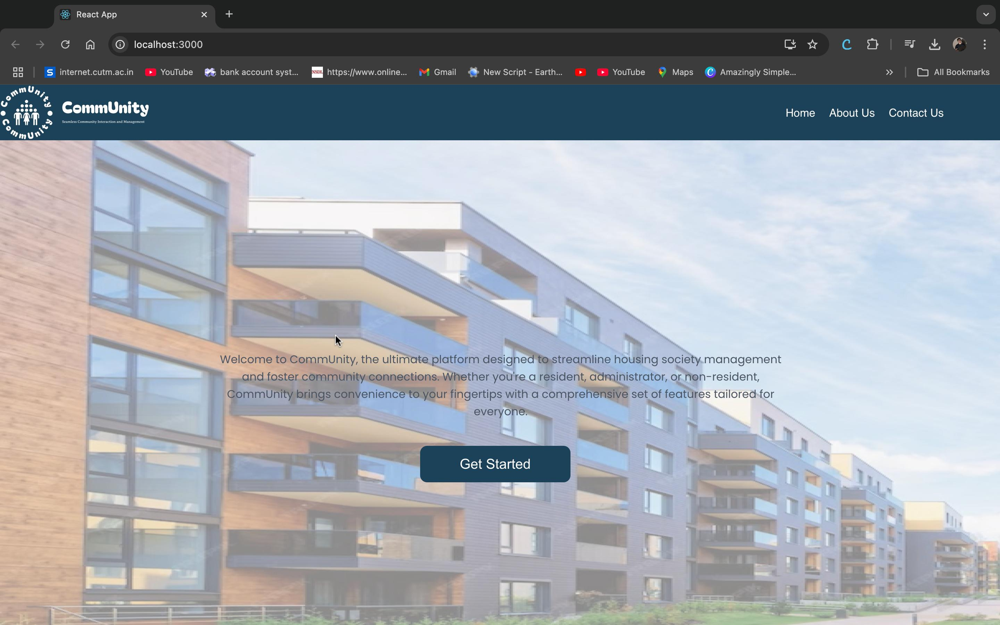 React App
localhost:3000
internet.cutm.ac.in
YouTube
bank account syst...
NSDL
https://www.online...
Gmail
New Script - Earth...
YouTube
Maps
Amazingly Simple...
All Bookmarks
CommUnity
CommUnity
CommUnity
Seamless Community Interaction and Management
Home
About Us
Contact Us
Welcome to CommUnity, the ultimate platform designed to streamline housing society management
and foster community connections. Whether you're a resident, administrator, or non-resident,
CommUnity brings convenience to your fingertips with a comprehensive set of features tailored for
everyone.
Get Started